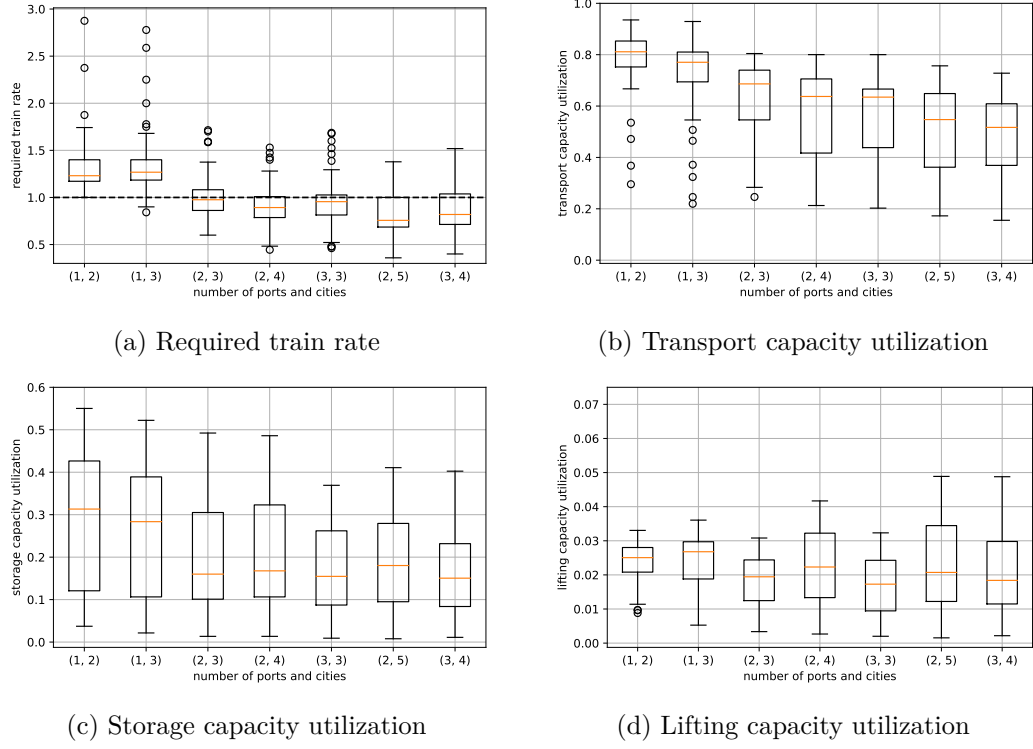 3.0
2.5
2.0
1.5
1.0
0.5
required train rate
(1, 2) (1, 3) (2, 3) (2, 4) (3, 3) (2, 5) (3, 4)
number of ports and cities
(a) Required train rate
1.0
0.8
0.6
0.4
0.2
0.0
transport capacity utilization
(1, 2) (1, 3) (2, 3) (2, 4) (3, 3) (2, 5) (3, 4)
number of ports and cities
(b) Transport capacity utilization
0.6
0.5
0.4
0.3
0.2
0.1
0.0
storage capacity utilization
(1, 2) (1, 3) (2, 3) (2, 4) (3, 3) (2, 5) (3, 4)
number of ports and cities
(c) Storage capacity utilization
0.07
0.06
0.05
0.04
0.03
0.02
0.01
0.00
lifting capacity utilization
(1, 2) (1, 3) (2, 3) (2, 4) (3, 3) (2, 5) (3, 4)
number of ports and cities
(d) Lifting capacity utilization